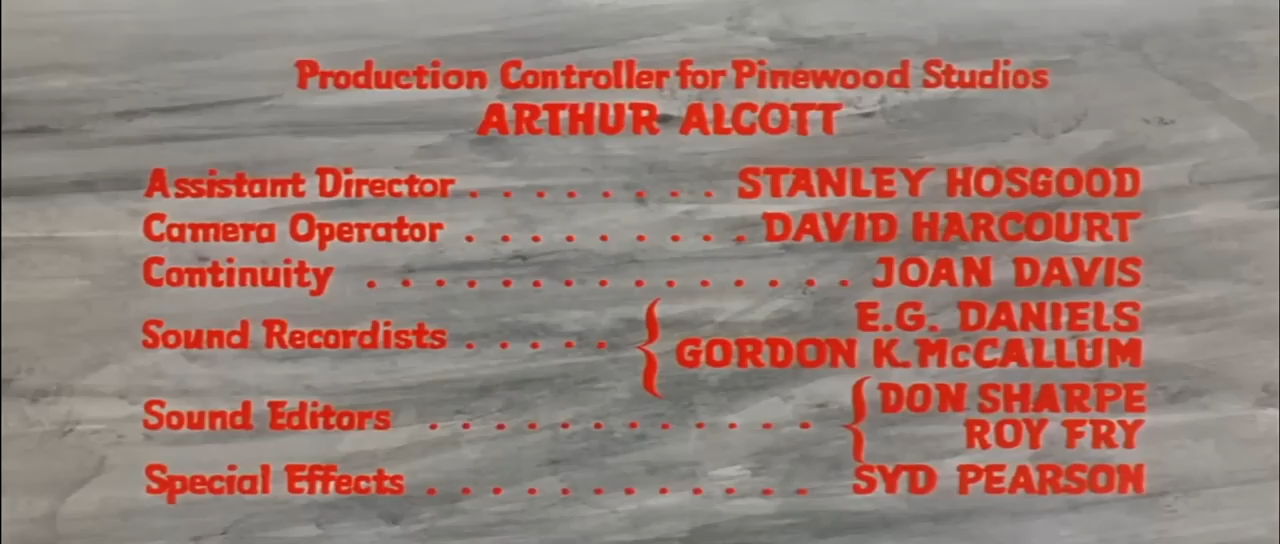 Production Controller for Pinewood Studios
ARTHUR ALCOTT
Assistant Director . . . . . . . . STANLEY HOSGOOD
Camera Operator . . . . . . . . . DAVID HARCOURT
Continuity . . . . . . . . . . . . . . . JOAN DAVIS
Sound Recordists . . . . . { E.G. DANIELS
GORDON K. McCALLUM
Sound Editors . . . . . . . . . . . . { DON SHARPE
ROY FRY
Special Effects . . . . . . . . . . . . SYD PEARSON